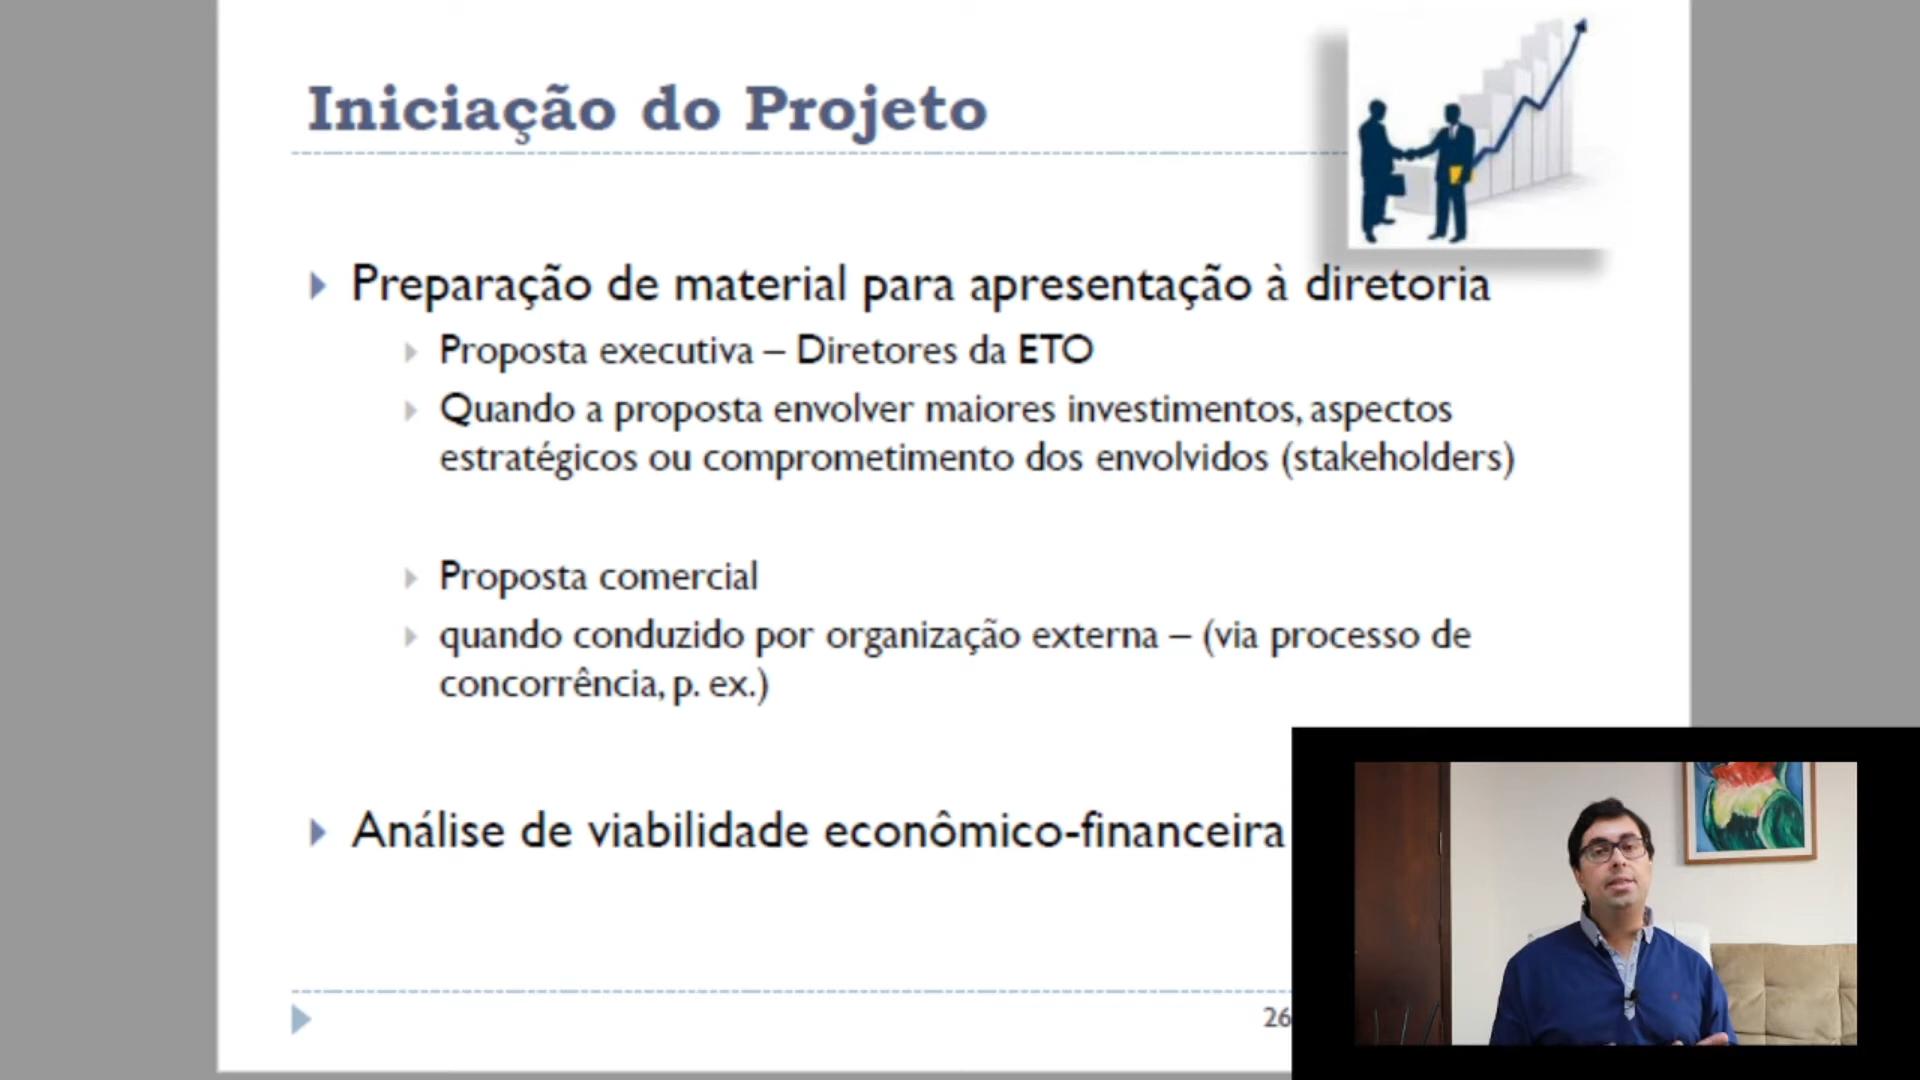 Iniciação do Projeto
Preparação de material para apresentação à diretoria
Proposta executiva – Diretores da ETO
Quando a proposta envolver maiores investimentos, aspectos
estratégicos ou comprometimento dos envolvidos (stakeholders)
Proposta comercial
quando conduzido por organização externa – (via processo de
concorrência, p. ex.)
Análise de viabilidade econômico-financeira
26